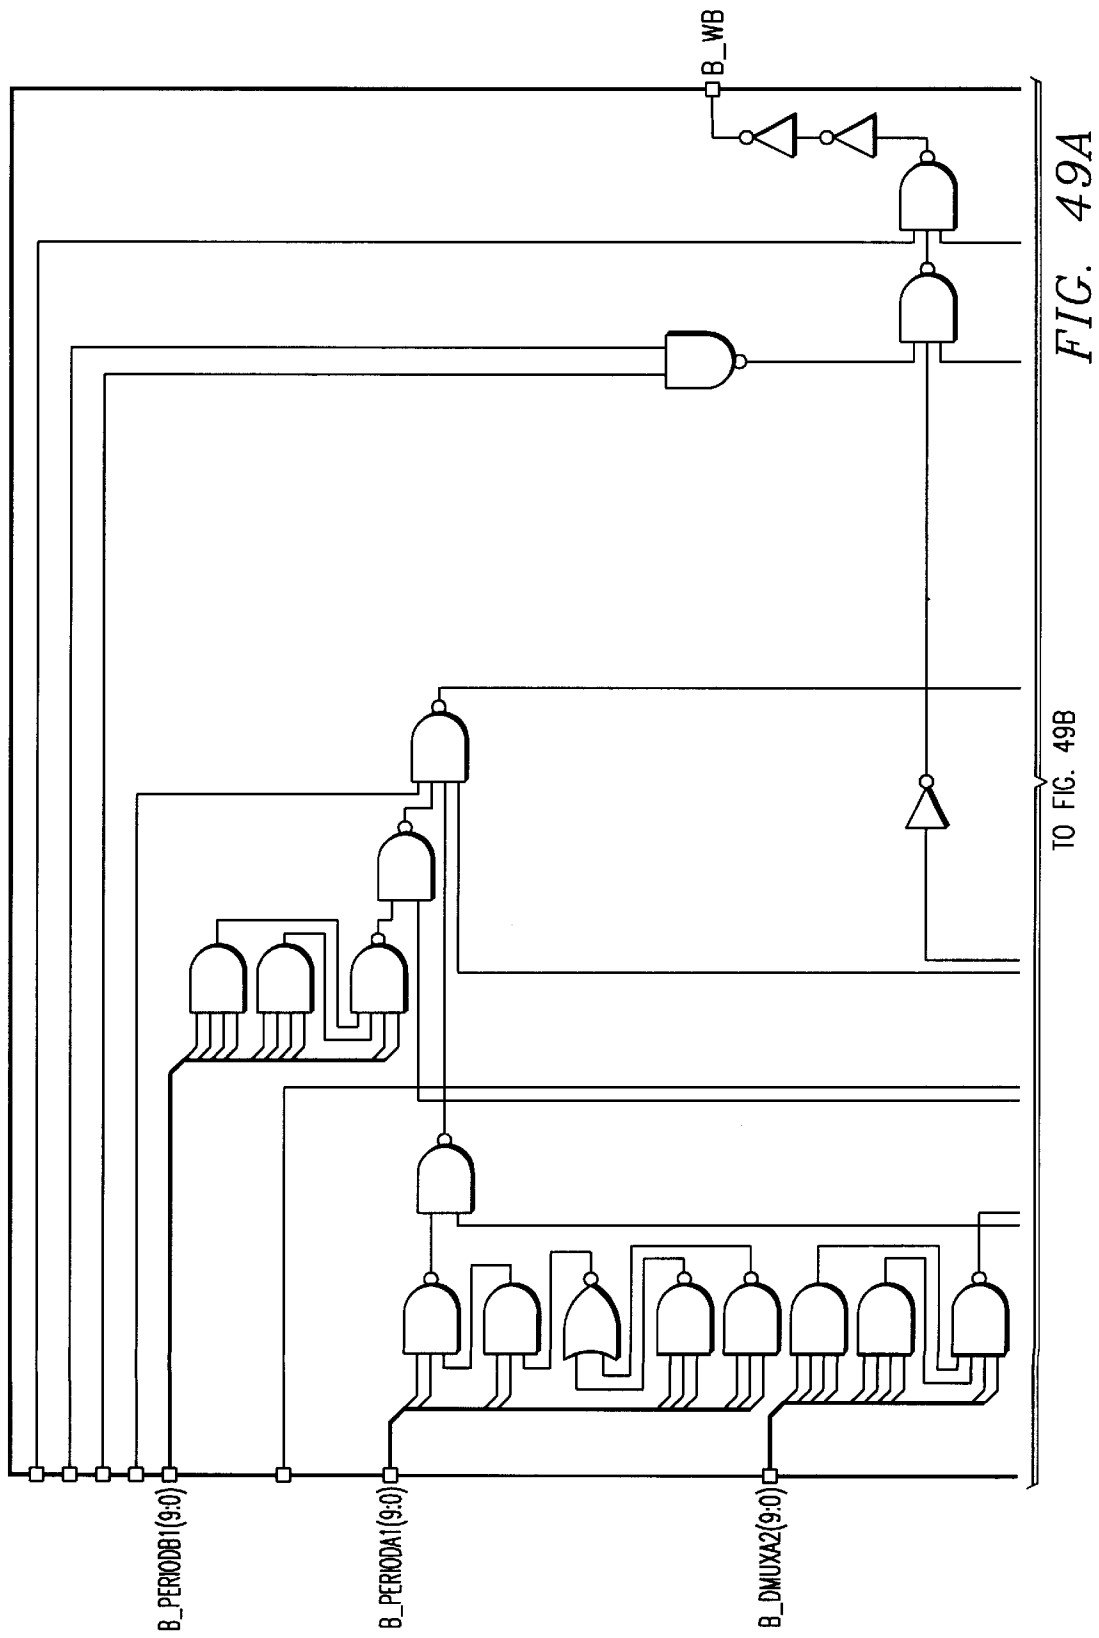 B_PERIODB1(9:0)
B_PERIODA1(9:0)
B_DMUXA2(9:0)
B_WB
TO FIG. 49B
FIG. 49A